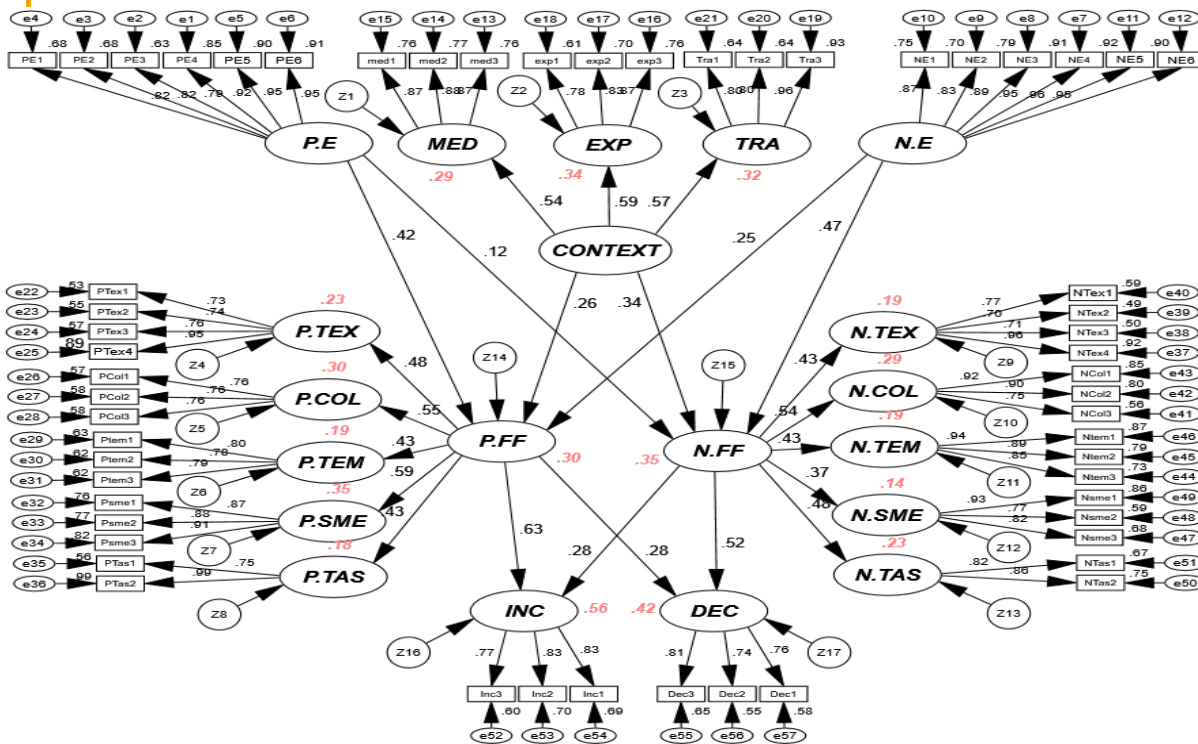 e4 e3 e2 e1 e5 e6 e15 e14 e13 e18 e17 e16 e21 e20 e19 e10 e9 e8 e7 e11 e12
.68 .68 .63 .85 .90 .91 .76 .77 .76 .61 .70 .76 .64 .64 .93 .75 .70 .79 .91 .92 .90
PE1 PE2 PE3 PE4 PE5 PE6 med1 med2 med3 exp1 exp2 exp3 Tra1 Tra2 Tra3 NE1 NE2 NE3 NE4 NE5 NE6
.82 .82 .79 .92 .95 .95 .87 .88 .87 .78 .83 .87 .80 .80 .96 .87 .83 .89 .95 .96 .95
Z1 Z2 Z3
P.E MED EXP TRA N.E
.29 .34 .32
.54 .59 .57
.42 .12 CONTEXT .25 .47
.26 .34
e22 .53 PTex1 .73
e23 .55 PTex2 .74
e24 .57 PTex3 .76
e25 .89 PTex4 .95
.23 P.TEX Z4 .48
e26 .57 PCol1 .76
e27 .58 PCol2 .76
e28 .58 PCol3 .76
.30 P.COL Z5 .55
e29 .63 Ptem1 .80
e30 .62 Ptem2 .78
e31 .62 Ptem3 .79
.19 P.TEM Z6 .43
e32 .76 Psme1 .87
e33 .77 Psme2 .88
e34 .82 Psme3 .91
.35 P.SME Z7 .59
e35 .56 PTas1 .75
e36 .99 PTas2 .99
.18 P.TAS Z8 .43
Z14 P.FF .30
Z15 N.FF .35
.19 N.TEX Z9 .43
.77 NTex1 .59 e40
.70 NTex2 .49 e39
.71 NTex3 .50 e38
.96 NTex4 .92 e37
.29 N.COL Z10 .54
.92 NCol1 .85 e43
.90 NCol2 .80 e42
.75 NCol3 .56 e41
.19 N.TEM Z11 .43
.94 Ntem1 .87 e46
.89 Ntem2 .79 e45
.85 Ntem3 .73 e44
.14 N.SME Z12 .37
.93 Nsme1 .86 e49
.77 Nsme2 .59 e48
.82 Nsme3 .68 e47
.23 N.TAS Z13 .48
.82 NTas1 .67 e51
.86 NTas2 .75 e50
.63 .28 .28 .52
INC .56 .42 DEC
Z16 Z17
.77 .83 .83 .81 .74 .76
Inc3 Inc2 Inc1 Dec3 Dec2 Dec1
.60 .70 .69 .65 .55 .58
e52 e53 e54 e55 e56 e57